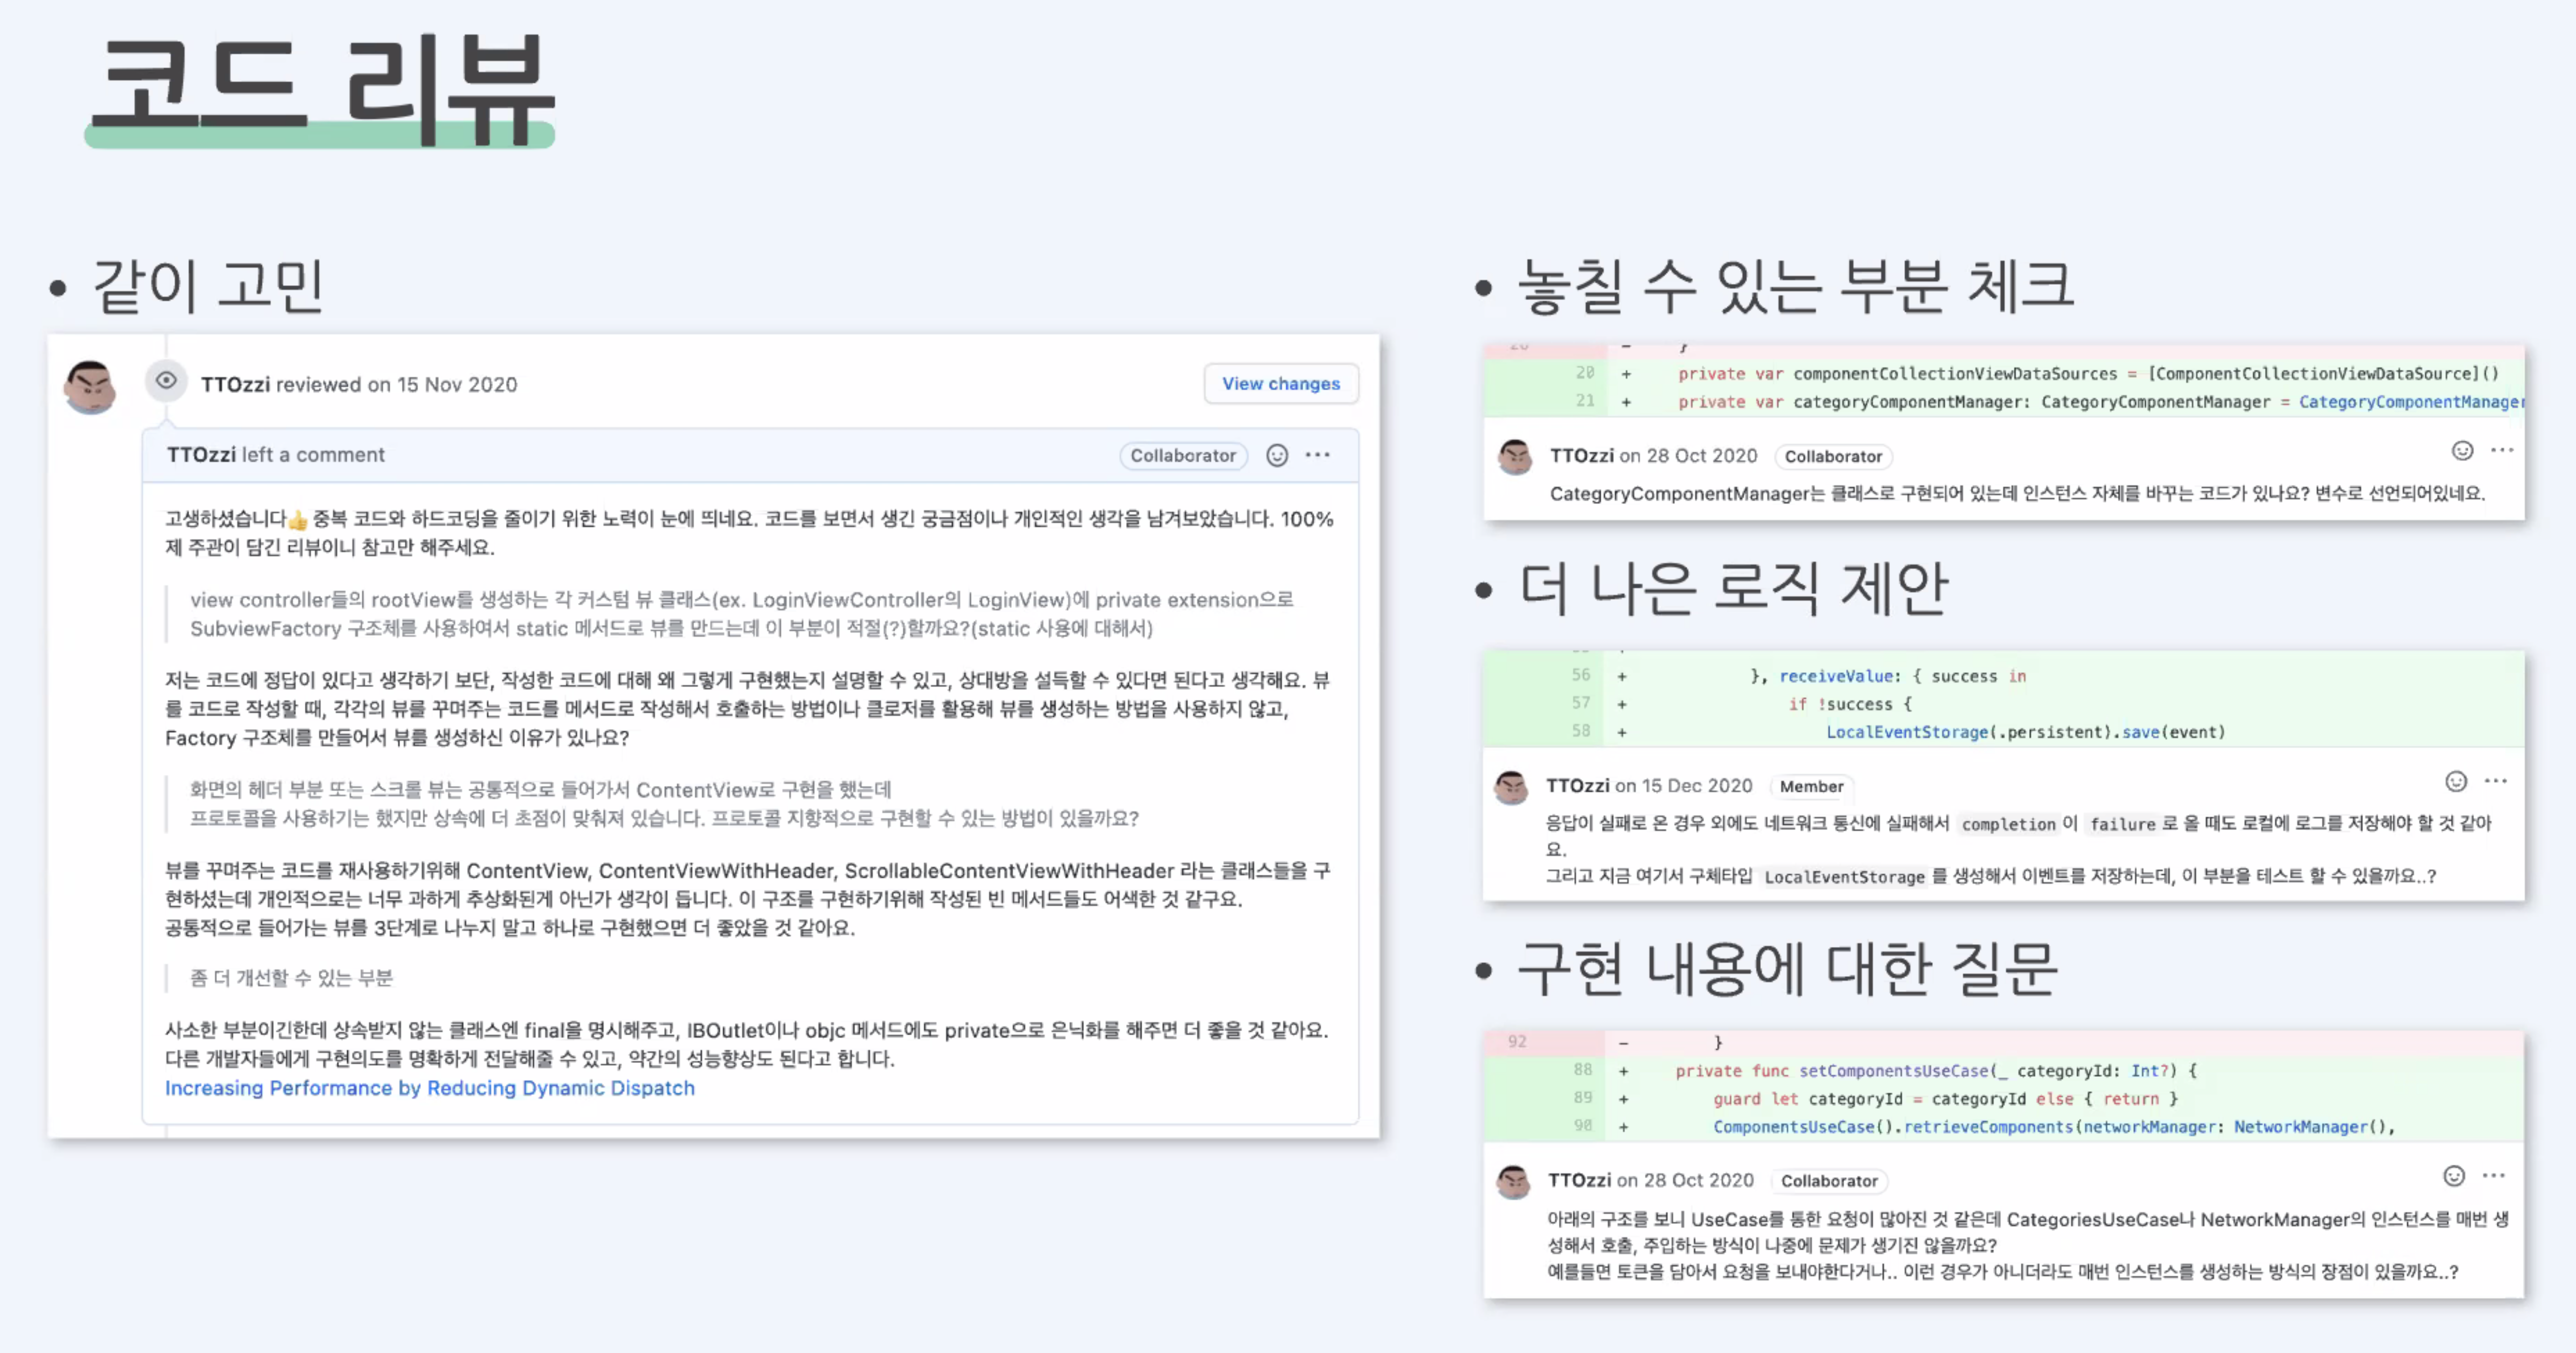 코드 리뷰
• 같이 고민
TTOzzi reviewed on 15 Nov 2020
View changes
TTOzzi left a comment
Collaborator
고생하셨습니다👍 중복 코드와 하드코딩을 줄이기 위한 노력이 눈에 띄네요. 코드를 보면서 생긴 궁금점이나 개인적인 생각을 남겨보았습니다. 100%
제 주관이 담긴 리뷰이니 참고만 해주세요.
view controller들의 rootView를 생성하는 각 커스텀 뷰 클래스(ex. LoginViewController의 LoginView)에 private extension으로
SubviewFactory 구조체를 사용하여서 static 메서드로 뷰를 만드는데 이 부분이 적절(?)할까요?(static 사용에 대해서)
저는 코드에 정답이 있다고 생각하기 보단, 작성한 코드에 대해 왜 그렇게 구현했는지 설명할 수 있고, 상대방을 설득할 수 있다면 된다고 생각해요. 뷰
를 코드로 작성할 때, 각각의 뷰를 꾸며주는 코드를 메서드로 작성해서 호출하는 방법이나 클로저를 활용해 뷰를 생성하는 방법을 사용하지 않고,
Factory 구조체를 만들어서 뷰를 생성하신 이유가 있나요?
화면의 헤더 부분 또는 스크롤 뷰는 공통적으로 들어가서 ContentView로 구현을 했는데
프로토콜을 사용하기는 했지만 상속에 더 초점이 맞춰져 있습니다. 프로토콜 지향적으로 구현할 수 있는 방법이 있을까요?
뷰를 꾸며주는 코드를 재사용하기위해 ContentView, ContentViewWithHeader, ScrollableContentViewWithHeader 라는 클래스들을 구
현하셨는데 개인적으로는 너무 과하게 추상화된게 아닌가 생각이 듭니다. 이 구조를 구현하기위해 작성된 빈 메서드들도 어색한 것 같구요.
공통적으로 들어가는 뷰를 3단계로 나누지 말고 하나로 구현했으면 더 좋았을 것 같아요.
좀 더 개선할 수 있는 부분
사소한 부분이긴한데 상속받지 않는 클래스엔 final을 명시해주고, IBOutlet이나 objc 메서드에도 private으로 은닉화를 해주면 더 좋을 것 같아요.
다른 개발자들에게 구현의도를 명확하게 전달해줄 수 있고, 약간의 성능향상도 된다고 합니다.
Increasing Performance by Reducing Dynamic Dispatch
• 놓칠 수 있는 부분 체크
- }
20 + private var componentCollectionViewDataSources = [ComponentCollectionViewDataSource]()
21 + private var categoryComponentManager: CategoryComponentManager = CategoryComponentManager
TTOzzi on 28 Oct 2020 Collaborator
CategoryComponentManager는 클래스로 구현되어 있는데 인스턴스 자체를 바꾸는 코드가 있나요? 변수로 선언되어있네요.
• 더 나은 로직 제안
56 + }, receiveValue: { success in
57 + if !success {
58 + LocalEventStorage(.persistent).save(event)
TTOzzi on 15 Dec 2020 Member
응답이 실패로 온 경우 외에도 네트워크 통신에 실패해서 completion 이 failure 로 올 때도 로컬에 로그를 저장해야 할 것 같아
요.
그리고 지금 여기서 구체타입 LocalEventStorage 를 생성해서 이벤트를 저장하는데, 이 부분을 테스트 할 수 있을까요..?
• 구현 내용에 대한 질문
92 - }
88 + private func setComponentsUseCase(_ categoryId: Int?) {
89 + guard let categoryId = categoryId else { return }
90 + ComponentsUseCase().retrieveComponents(networkManager: NetworkManager(),
TTOzzi on 28 Oct 2020 Collaborator
아래의 구조를 보니 UseCase를 통한 요청이 많아진 것 같은데 CategoriesUseCase나 NetworkManager의 인스턴스를 매번 생
성해서 호출, 주입하는 방식이 나중에 문제가 생기진 않을까요?
예를들면 토큰을 담아서 요청을 보내야한다거나.. 이런 경우가 아니더라도 매번 인스턴스를 생성하는 방식의 장점이 있을까요..?